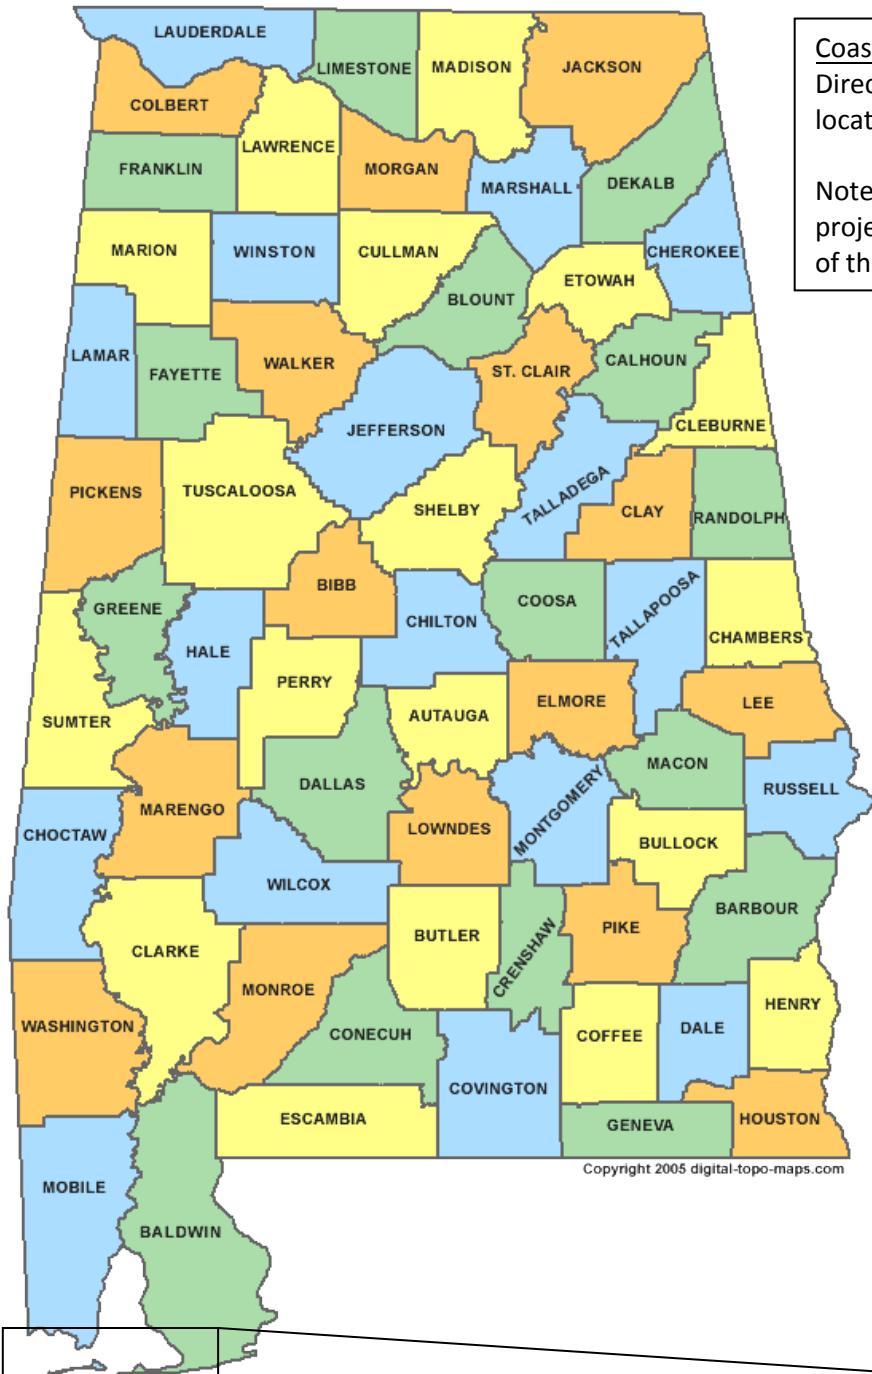 LAUDERDALE
LIMESTONE
MADISON
JACKSON
COLBERT
LAWRENCE
FRANKLIN
MORGAN
MARSHALL
DEKALB
CHEROKEE
MARION
WINSTON
CULLMAN
BLOUNT
ETOWAH
LAMAR
FAYETTE
WALKER
ST. CLAIR
CALHOUN
JEFFERSON
CLEBURNE
PICKENS
TUSCALOOSA
SHELBY
TALLADEGA
CLAY
RANDOLPH
GREENE
BIBB
COOSA
TALLAPOOSA
HALE
CHILTON
CHAMBERS
PERRY
SUMTER
AUTAUGA
ELMORE
LEE
MACON
DALLAS
MONTGOMERY
RUSSELL
MARENGO
CHOCTAW
LOWNDES
BULLOCK
WILCOX
BARBOUR
CLARKE
BUTLER
CRENSHAW
PIKE
MONROE
HENRY
WASHINGTON
CONECUH
COFFEE
DALE
COVINGTON
ESCAMBIA
GENEVA
HOUSTON
Copyright 2005 digital-topo-maps.com
MOBILE
BALDWIN
Coas
Direc
locat
Note
proje
of th